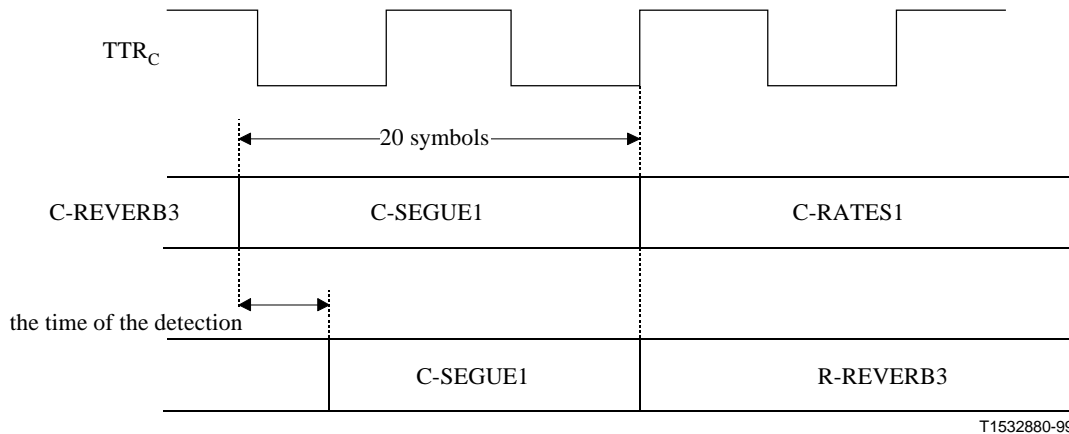 TTRC
20 symbols
C-REVERB3 C-SEGUE1 C-RATES1
the time of the detection
C-SEGUE1 R-REVERB3
T1532880-99